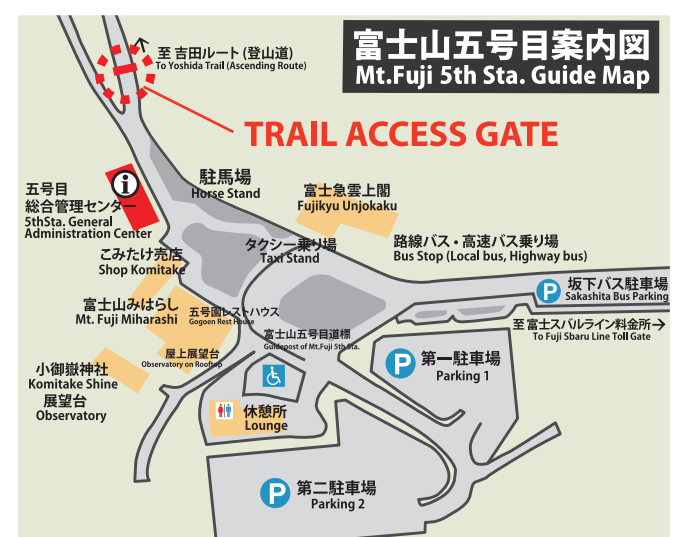 富士山五号目案内図
Mt.Fuji 5th Sta. Guide Map
至 吉田ルート (登山道)
To Yoshida Trail (Ascending Route)
TRAIL ACCESS GATE
駐馬場
Horse Stand
富士急雲上閣
Fujikyu Unjokaku
五号目
総合管理センター
5thSta. General
Administration Center
タクシー乗り場
Taxi Stand
路線バス・高速バス乗り場
Bus Stop (Local bus, Highway bus)
こみたけ売店
Shop Komitake
坂下バス駐車場
Sakashita Bus Parking
P
富士山みはらし
Mt. Fuji Miharashi
五号園レストハウス
Gogoen Rest House
至 富士スバルライン料金所→
To Fuji Sbaru Line Toll Gate
富士山五号目道標
Guidepost of Mt.Fuji 5th Sta.
屋上展望台
Observatory on Rooftop
小御嶽神社
Komitake Shine
展望台
Observatory
P
第一駐車場
Parking 1
休憩所
Lounge
P
第二駐車場
Parking 2